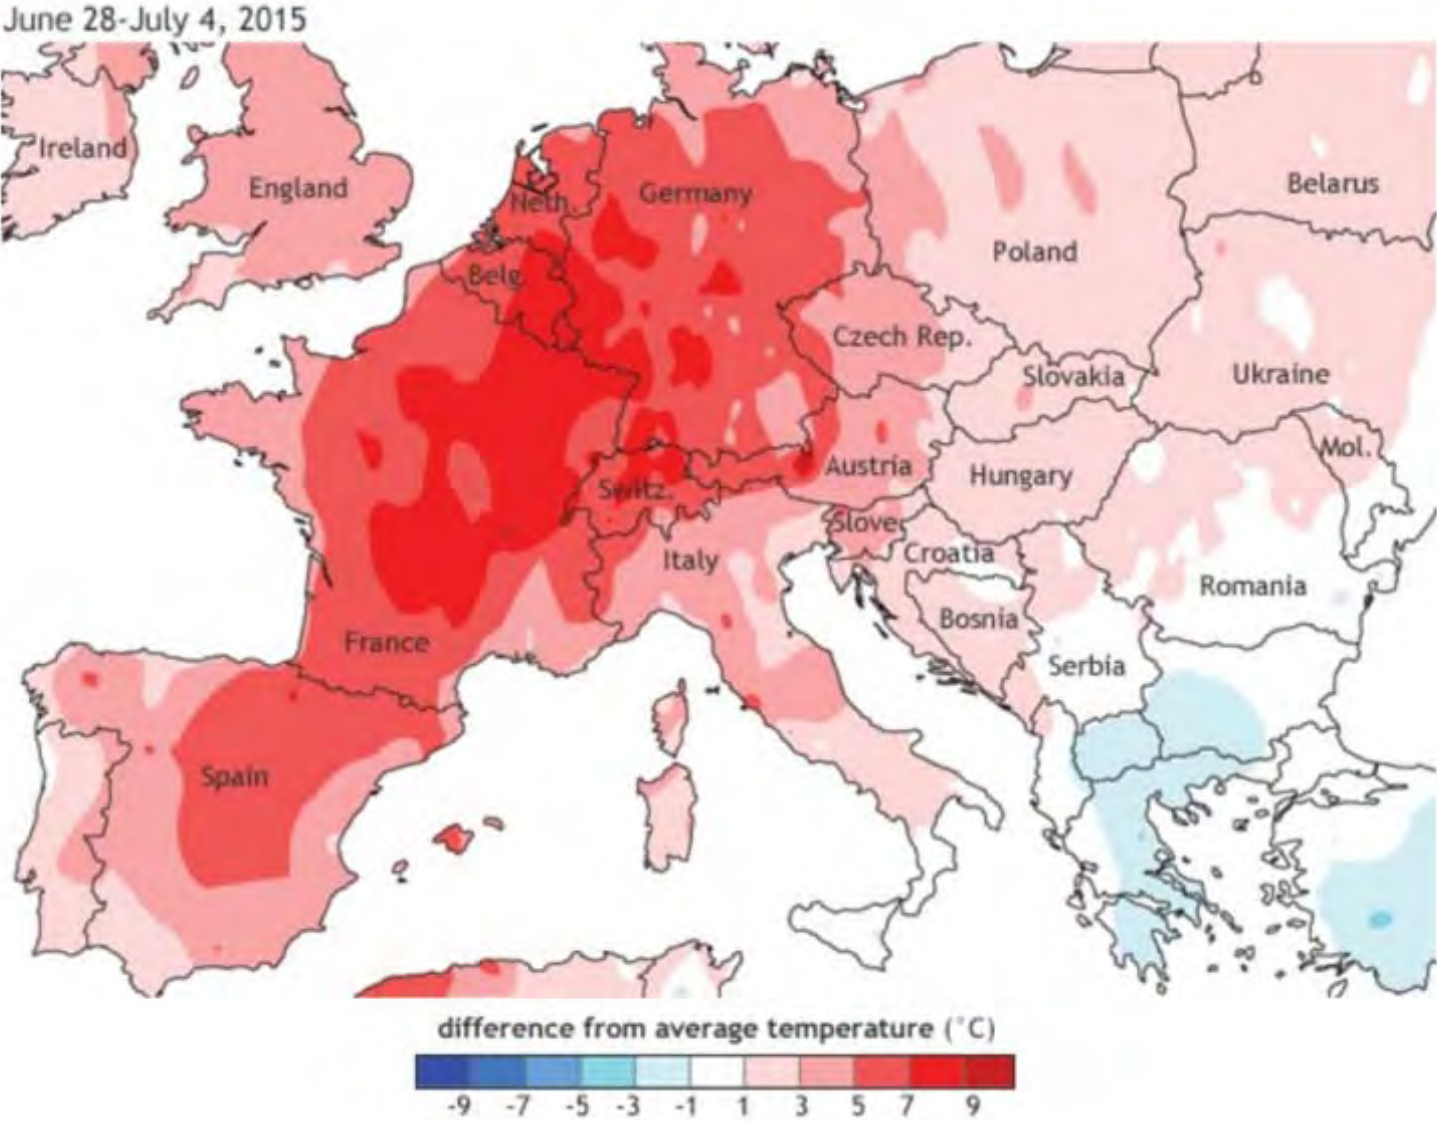 June 28-July 4, 2015
Ireland
England
Neth.
Germany
Belarus
Poland
Belg.
Czech Rep.
Slovakia
Ukraine
Mol.
Austria
Hungary
Switz.
Slove.
Croatia
Italy
Romania
Bosnia
France
Serbia
Spain
difference from average temperature (˚C)
-9 -7 -5 -3 -1 1 3 5 7 9